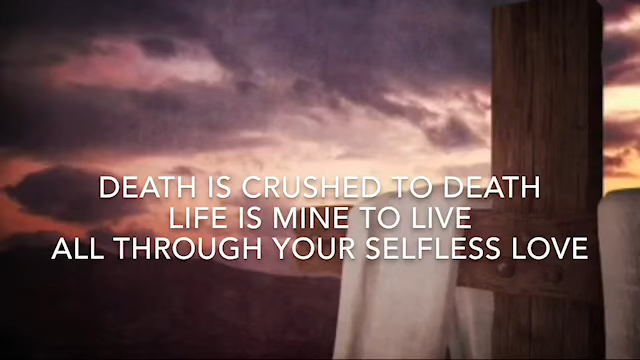 DEATH IS CRUSHED TO DEATH
LIFE IS MINE TO LIVE
ALL THROUGH YOUR SELFLESS LOVE